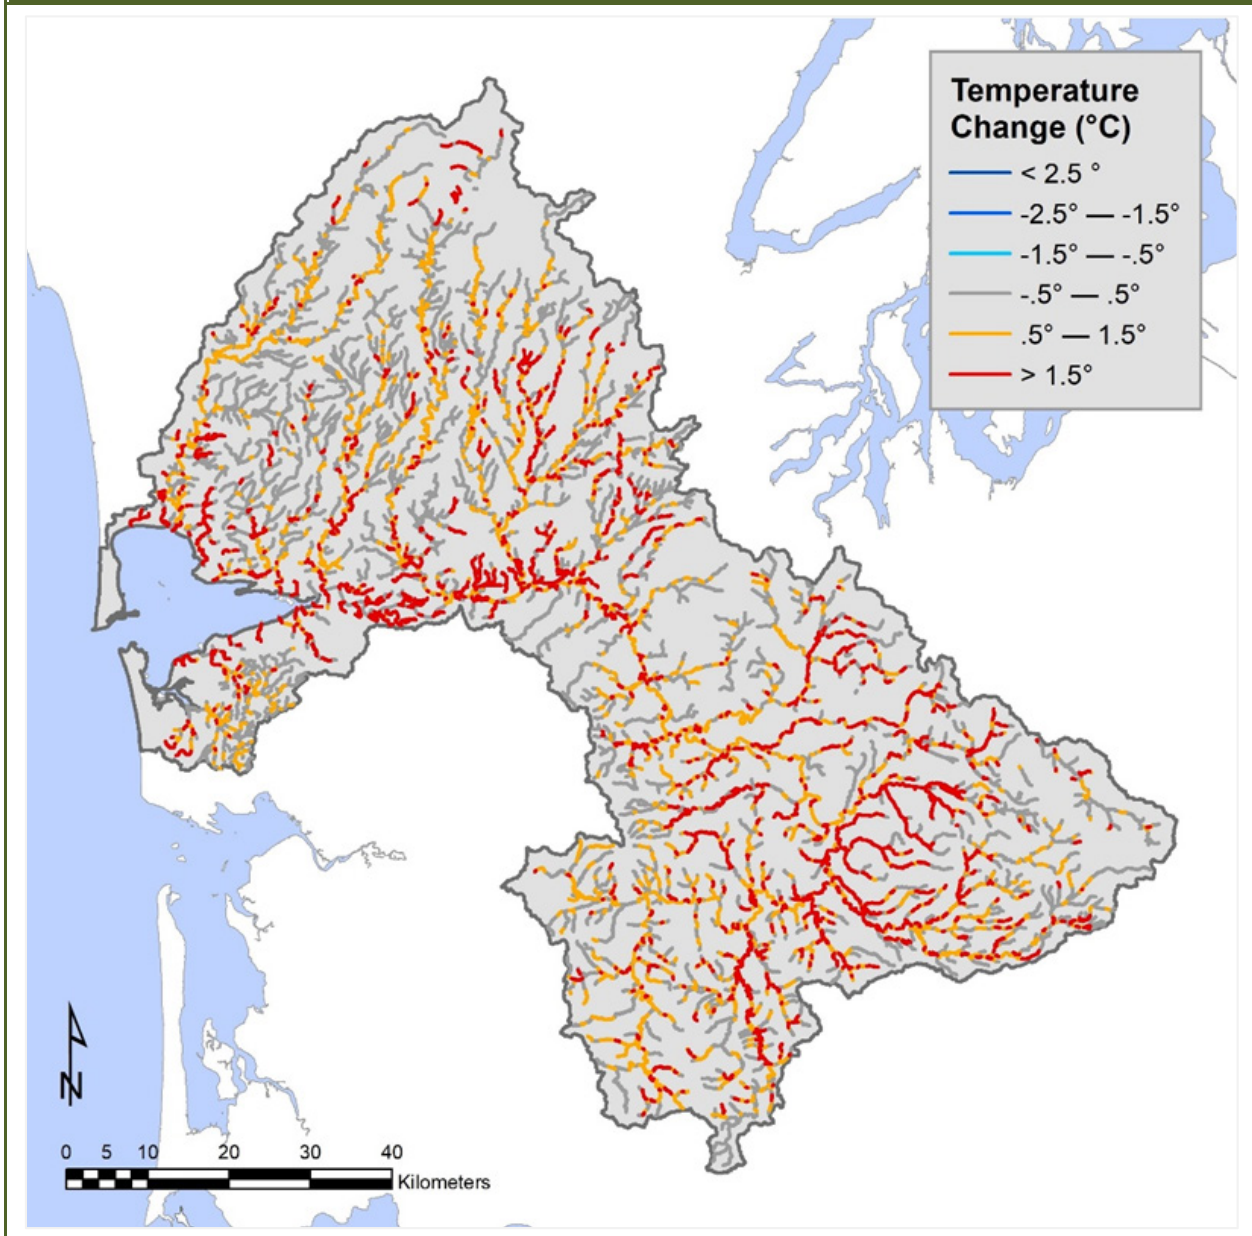 Temperature
Change (°C)
< 2.5 °
-2.5° — -1.5°
-1.5° — -.5°
-.5° — .5°
.5° — 1.5°
> 1.5°
N
0 5 10 20 30 40
Kilometers